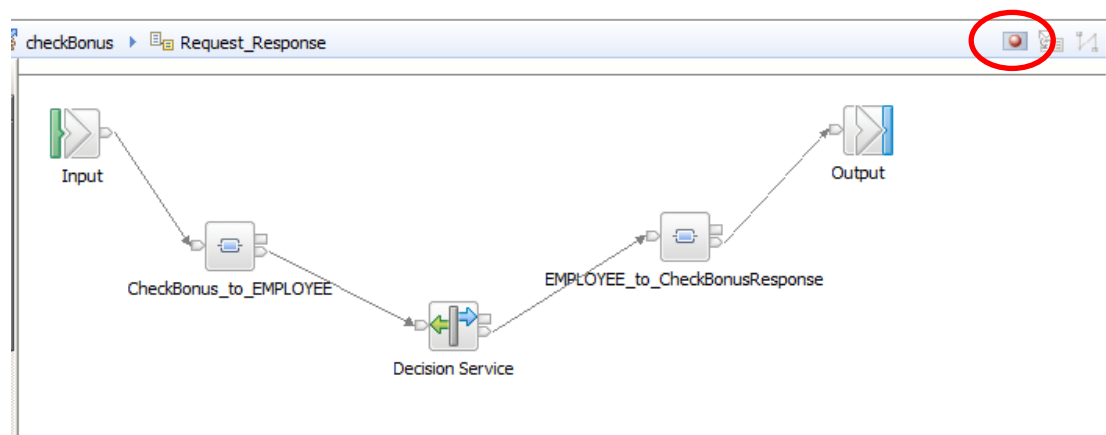 checkBonus Request_Response
Input
Output
CheckBonus_to_EMPLOYEE
EMPLOYEE_to_CheckBonusResponse
Decision Service